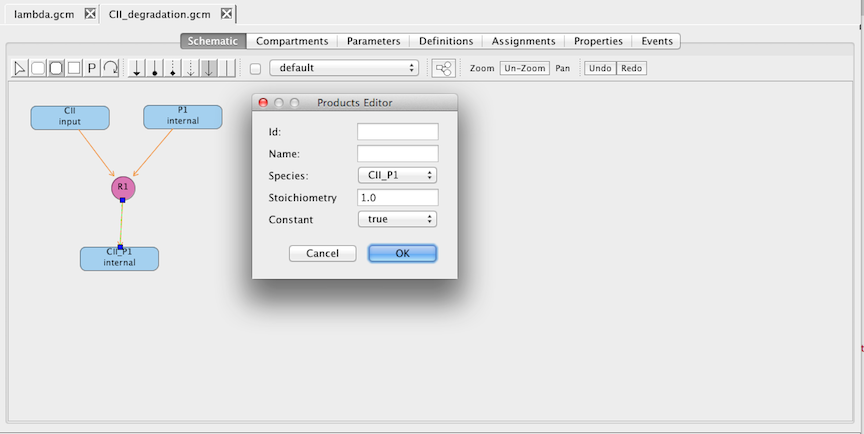 lambda.gcm CII_degradation.gcm
Schematic Compartments Parameters Definitions Assignments Properties Events
P default Zoom Un-Zoom Pan Undo Redo
CII
input
P1
internal
R1
CII_P1
internal
Products Editor
Id:
Name:
Species: CII_P1
Stoichiometry 1.0
Constant true
Cancel OK